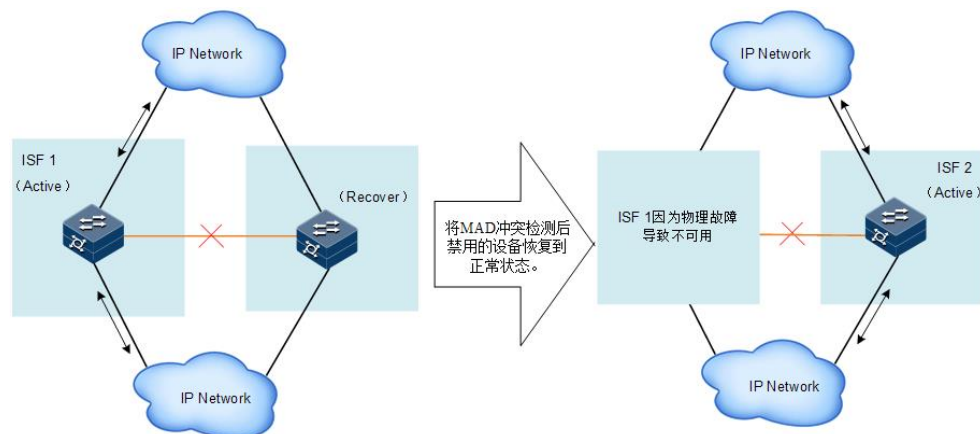 IP Network
ISF 1
（Active）
（Recover）
IP Network
将MAD冲突检测后
禁用的设备恢复到
正常状态。
IP Network
ISF 1因为物理故障
导致不可用
ISF 2
（Active）
IP Network